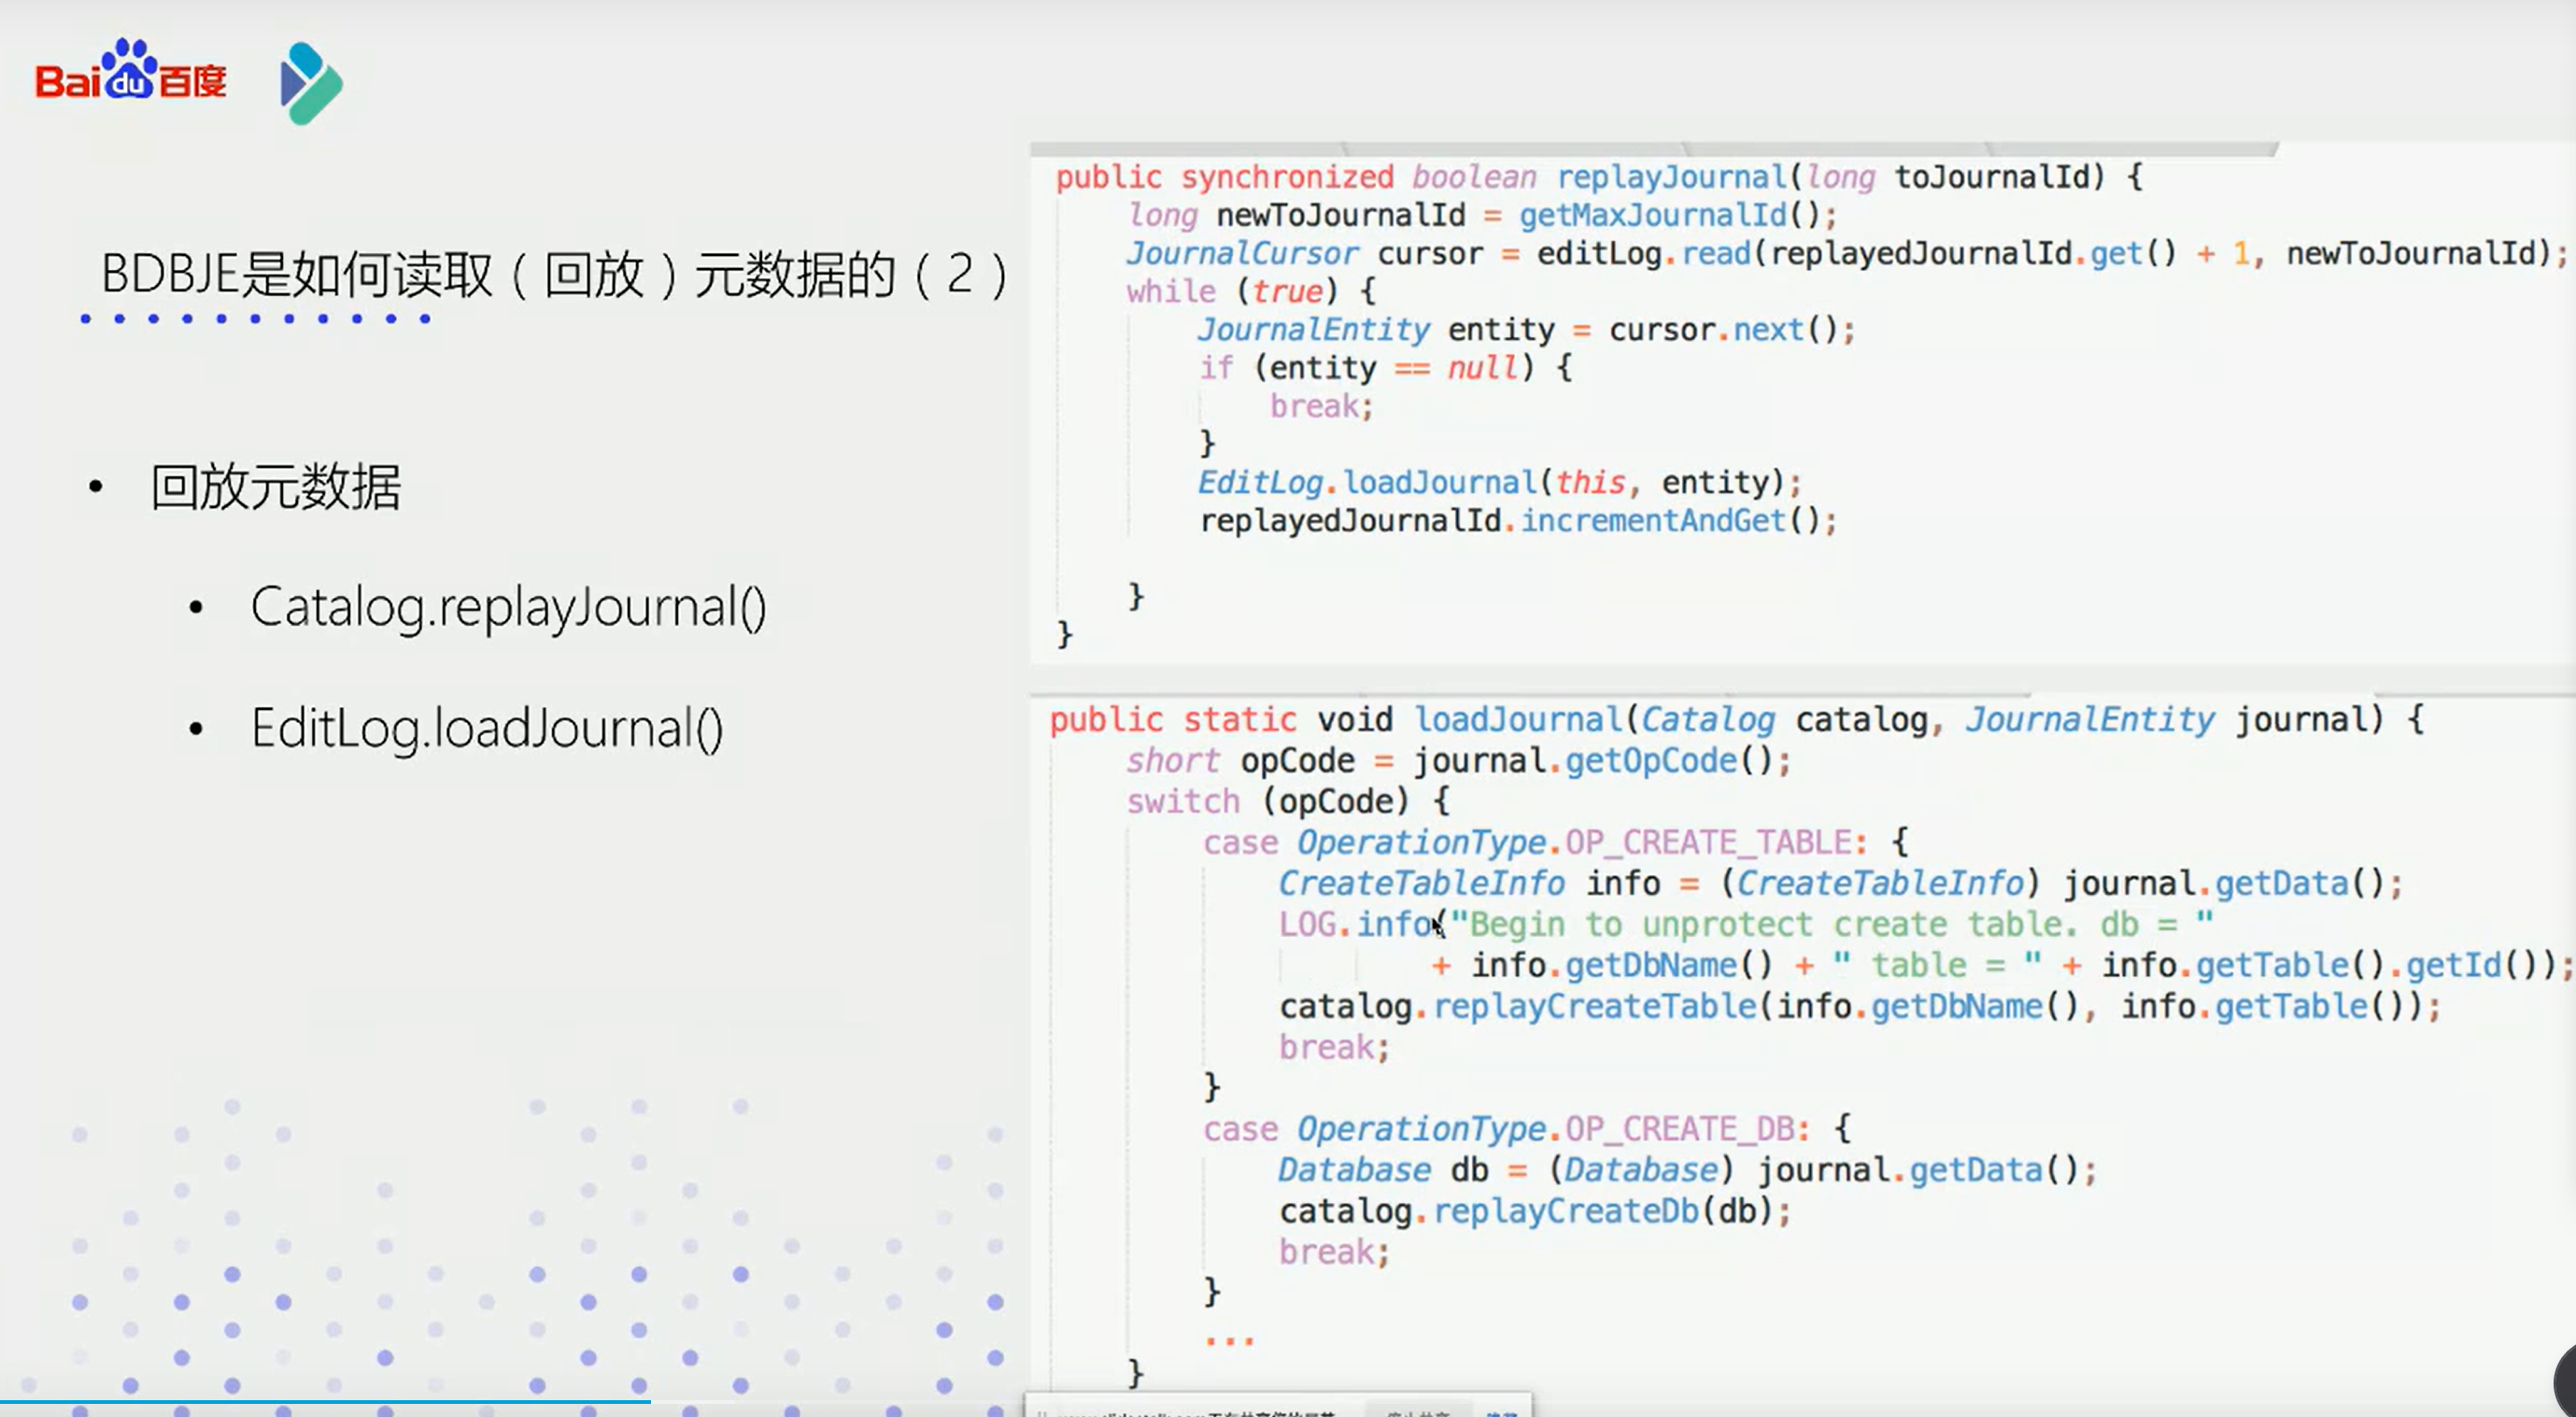 Baidu百度
BDBJE是如何读取（回放）元数据的（2）
• 回放元数据
• Catalog.replayJournal()
• EditLog.loadJournal()
public synchronized boolean replayJournal(long toJournalId) {
long newToJournalId = getMaxJournalId();
JournalCursor cursor = editLog.read(replayedJournalId.get() + 1, newToJournalId);
while (true) {
JournalEntity entity = cursor.next();
if (entity == null) {
break;
}
EditLog.loadJournal(this, entity);
replayedJournalId.incrementAndGet();
}
}
public static void loadJournal(Catalog catalog, JournalEntity journal) {
short opCode = journal.getOpCode();
switch (opCode) {
case OperationType.OP_CREATE_TABLE: {
CreateTableInfo info = (CreateTableInfo) journal.getData();
LOG.info("Begin to unprotect create table. db = "
+ info.getDbName() + " table = " + info.getTable().getId());
catalog.replayCreateTable(info.getDbName(), info.getTable());
break;
}
case OperationType.OP_CREATE_DB: {
Database db = (Database) journal.getData();
catalog.replayCreateDb(db);
break;
}
...
}